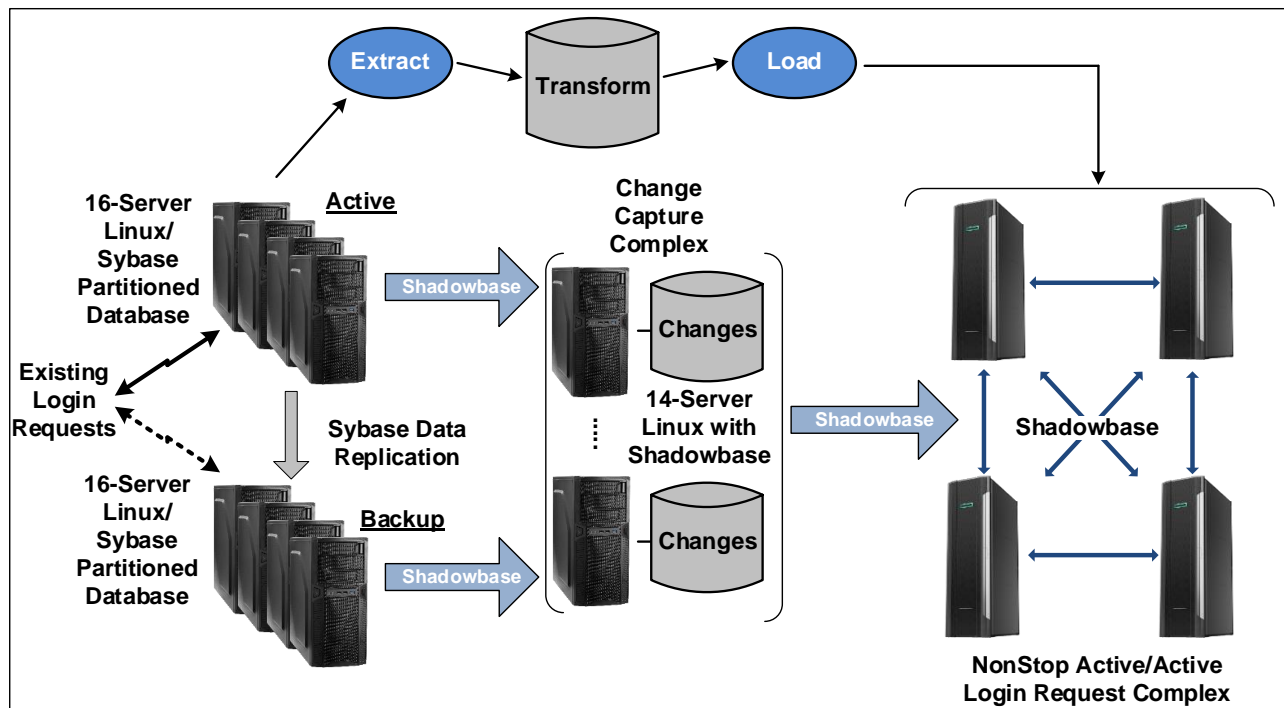 Extract
Transform
Load
16-Server
Linux/
Sybase
Partitioned
Database
Active
Change
Capture
Complex
Shadowbase
Changes
Existing
Login
Requests
Sybase Data
Replication
14-Server
Linux with
Shadowbase
Shadowbase
Shadowbase
16-Server
Linux/
Sybase
Partitioned
Database
Backup
Shadowbase
Changes
NonStop Active/Active
Login Request Complex